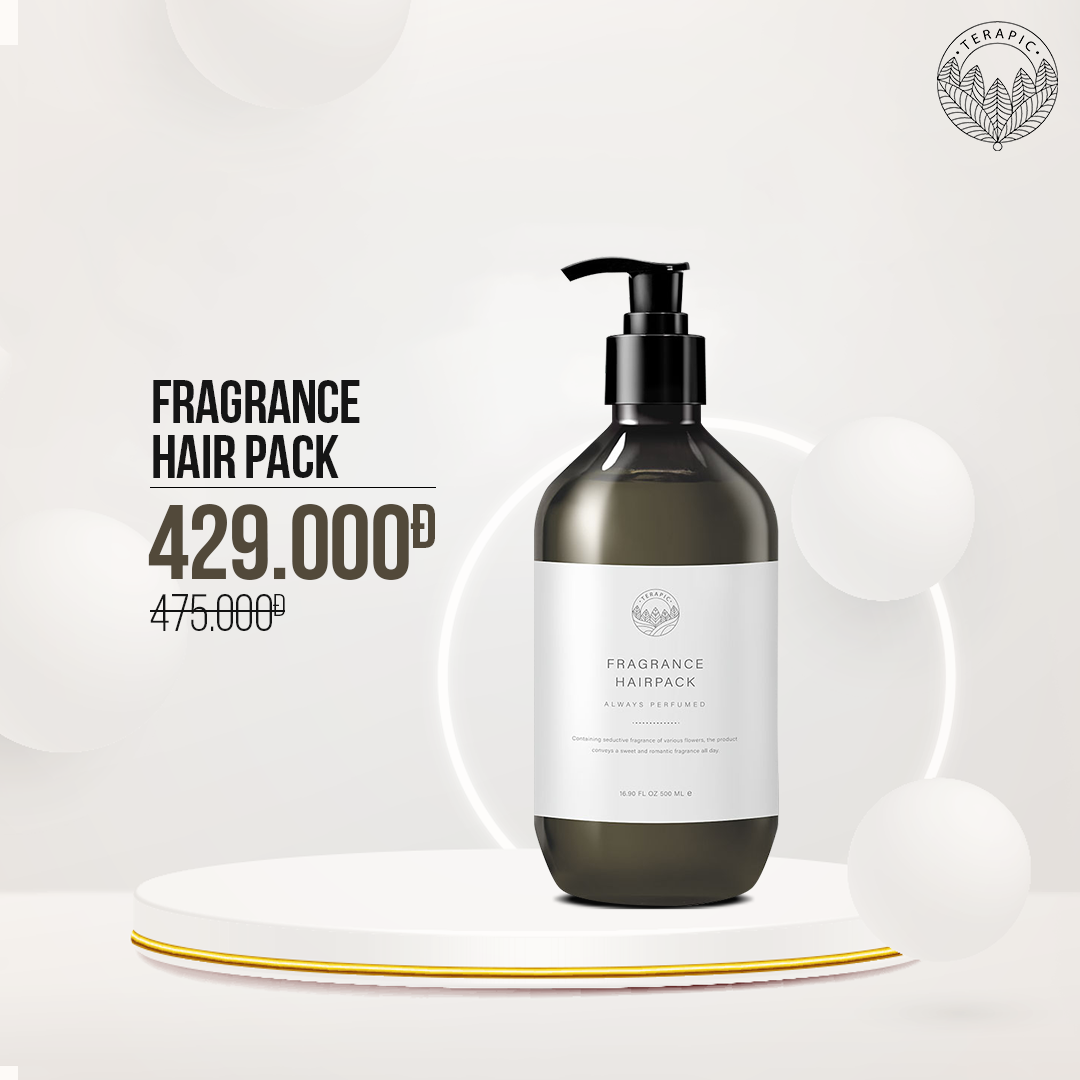 TERAPIC
FRAGRANCE
HAIR PACK
429.000Đ
475.000Đ
TERAPIC
FRAGRANCE
HAIRPACK
ALWAYS PERFUMED
Containing seductive fragrance of various flowers, the product
conveys a sweet and romantic fragrance all day.
16.90 FL OZ 500 ML ℮